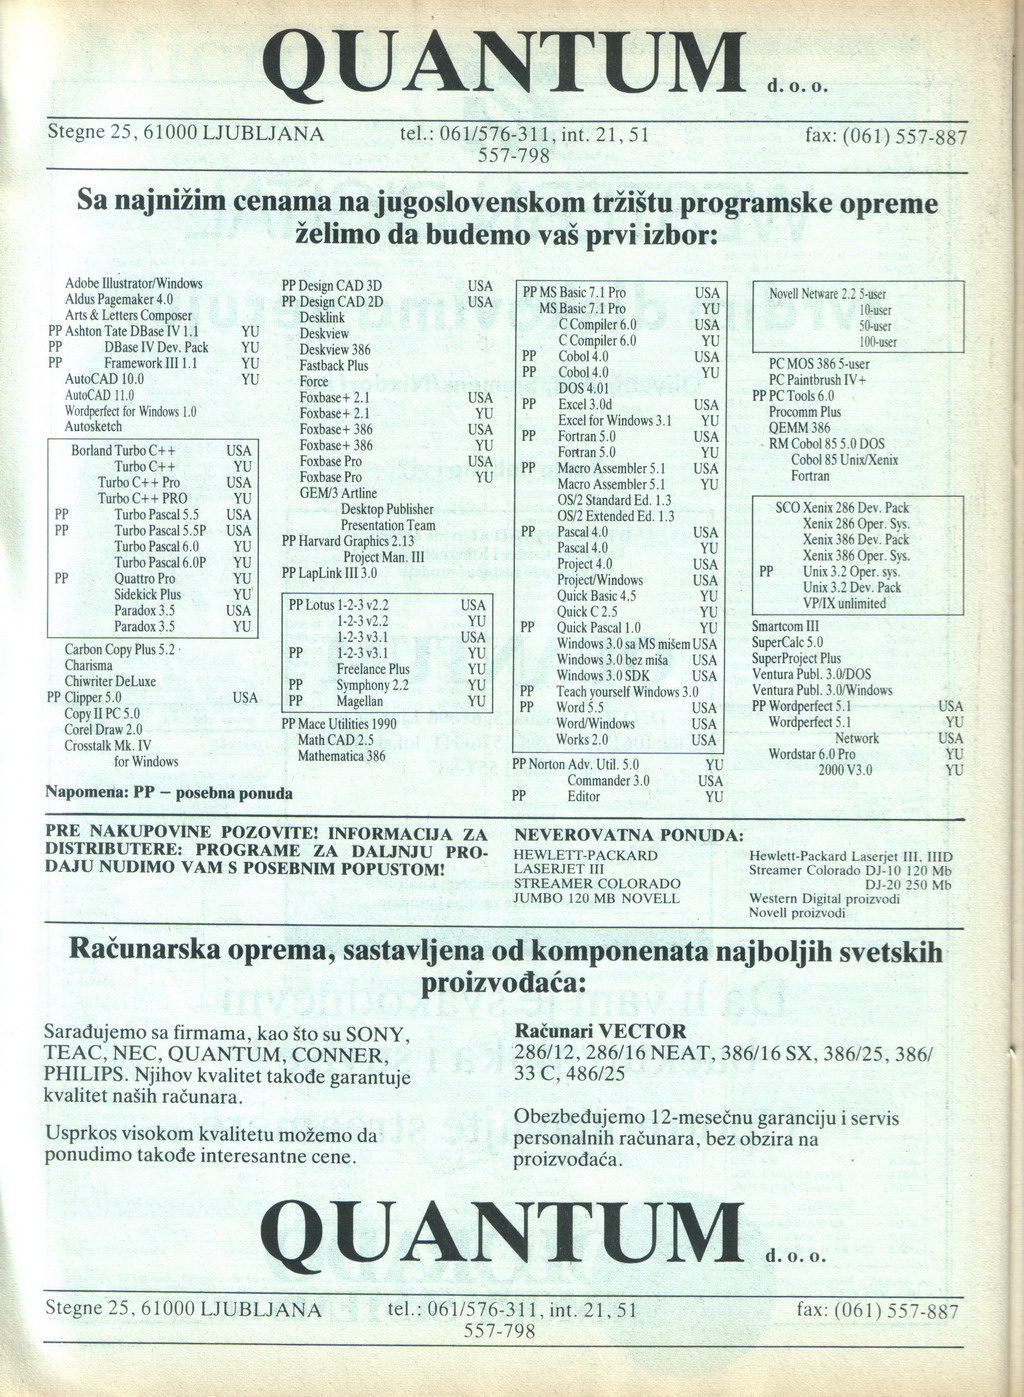 QUANTUM d. o. o.
Stegne 25, 61000 LJUBLJANA tel.: 061/576-311, int. 21, 51 fax: (061) 557-887
557-798
Sa najnižim cenama na jugoslovenskom tržištu programske opreme
želimo da budemo vaš prvi izbor:
Adobe Illustrator/Windows
Aldus Pagemaker 4.0
Arts & Letters Composer
PP Ashton Tate DBase IV 1.1 YU
PP DBase IV Dev. Pack YU
PP Framework III 1.1 YU
AutoCAD 10.0 YU
AutoCAD 11.0
Wordperfect for Windows 1.0
Autosketch
Borland Turbo C++ USA
Turbo C++ YU
Turbo C++ Pro USA
Turbo C++ PRO YU
PP Turbo Pascal 5.5 USA
PP Turbo Pascal 5.5P USA
Turbo Pascal 6.0 YU
Turbo Pascal 6.0P YU
PP Quattro Pro YU
Sidekick Plus YU
Paradox 3.5 USA
Paradox 3.5 YU
Carbon Copy Plus 5.2
Charisma
Chiwriter DeLuxe
PP Clipper 5.0 USA
Copy II PC 5.0
Corel Draw 2.0
Crosstalk Mk. IV
for Windows
Napomena: PP – posebna ponuda
PP Design CAD 3D USA
PP Design CAD 2D USA
Desklink
Deskview
Deskview 386
Fastback Plus
Force
Foxbase+ 2.1 USA
Foxbase+ 2.1 YU
Foxbase+ 386 USA
Foxbase+ 386 YU
Foxbase Pro USA
Foxbase Pro YU
GEM/3 Artline
Desktop Publisher
Presentation Team
PP Harvard Graphics 2.13
Project Man. III
PP LapLink III 3.0
PP Lotus 1-2-3 v2.2 USA
1-2-3 v2.2 YU
1-2-3 v3.1 USA
PP 1-2-3 v3.1 YU
Freelance Plus YU
PP Symphony 2.2 YU
PP Magellan YU
PP Mace Utilities 1990
Math CAD 2.5
Mathematica 386
PP MS Basic 7.1 Pro USA
MS Basic 7.1 Pro YU
C Compiler 6.0 USA
C Compiler 6.0 YU
PP Cobol 4.0 USA
PP Cobol 4.0 YU
DOS 4.01
PP Excel 3.0d USA
Excel for Windows 3.1 YU
PP Fortran 5.0 USA
Fortran 5.0 YU
PP Macro Assembler 5.1 USA
Macro Assembler 5.1 YU
OS/2 Standard Ed. 1.3
OS/2 Extended Ed. 1.3
PP Pascal 4.0 USA
Pascal 4.0 YU
Project 4.0 USA
Project/Windows USA
Quick Basic 4.5 YU
Quick C 2.5 YU
PP Quick Pascal 1.0 YU
Windows 3.0 sa MS mišem USA
Windows 3.0 bez miša USA
Windows 3.0 SDK USA
PP Teach yourself Windows 3.0
PP Word 5.5 USA
Word/Windows USA
Works 2.0 USA
PP Norton Adv. Util. 5.0 YU
Commander 3.0 USA
PP Editor YU
Novell Netware 2.2 5-user
10-user
50-user
100-user
PC MOS 386 5-user
PC Paintbrush IV+
PP PC Tools 6.0
Procomm Plus
QEMM 386
RM Cobol 85 5.0 DOS
Cobol 85 Unix/Xenix
Fortran
SCO Xenix 286 Dev. Pack
Xenix 286 Oper. Sys.
Xenix 386 Dev. Pack
Xenix 386 Oper. Sys.
PP Unix 3.2 Oper. sys.
Unix 3.2 Dev. Pack
VP/IX unlimited
Smartcom III
SuperCalc 5.0
SuperProject Plus
Ventura Publ. 3.0/DOS
Ventura Publ. 3.0/Windows
PP Wordperfect 5.1 USA
Wordperfect 5.1 YU
Network USA
Wordstar 6.0 Pro YU
2000 V3.0 YU
PRE NAKUPOVINE POZOVITE! INFORMACIJA ZA
DISTRIBUTERE: PROGRAME ZA DALJNJU PRO-
DAJU NUDIMO VAM S POSEBNIM POPUSTOM!
NEVEROVATNA PONUDA:
HEWLETT-PACKARD
LASERJET III
STREAMER COLORADO
JUMBO 120 MB NOVELL
Hewlett-Packard Laserjet III, IIID
Streamer Colorado DJ-10 120 Mb
DJ-20 250 Mb
Western Digital proizvodi
Novell proizvodi
Računarska oprema, sastavljena od komponenata najboljih svetskih
proizvođaća:
Sarađujemo sa firmama, kao što su SONY,
TEAC, NEC, QUANTUM, CONNER,
PHILIPS. Njihov kvalitet takođe garantuje
kvalitet naših računara.
Usprkos visokom kvalitetu možemo da
ponudimo takođe interesantne cene.
Računari VECTOR
286/12, 286/16 NEAT, 386/16 SX, 386/25, 386/
33 C, 486/25
Obezbeđujemo 12-mesečnu garanciju i servis
personalnih računara, bez obzira na
proizvođaća.
QUANTUM d. o. o.
Stegne 25, 61000 LJUBLJANA tel.: 061/576-311, int. 21, 51 fax: (061) 557-887
557-798